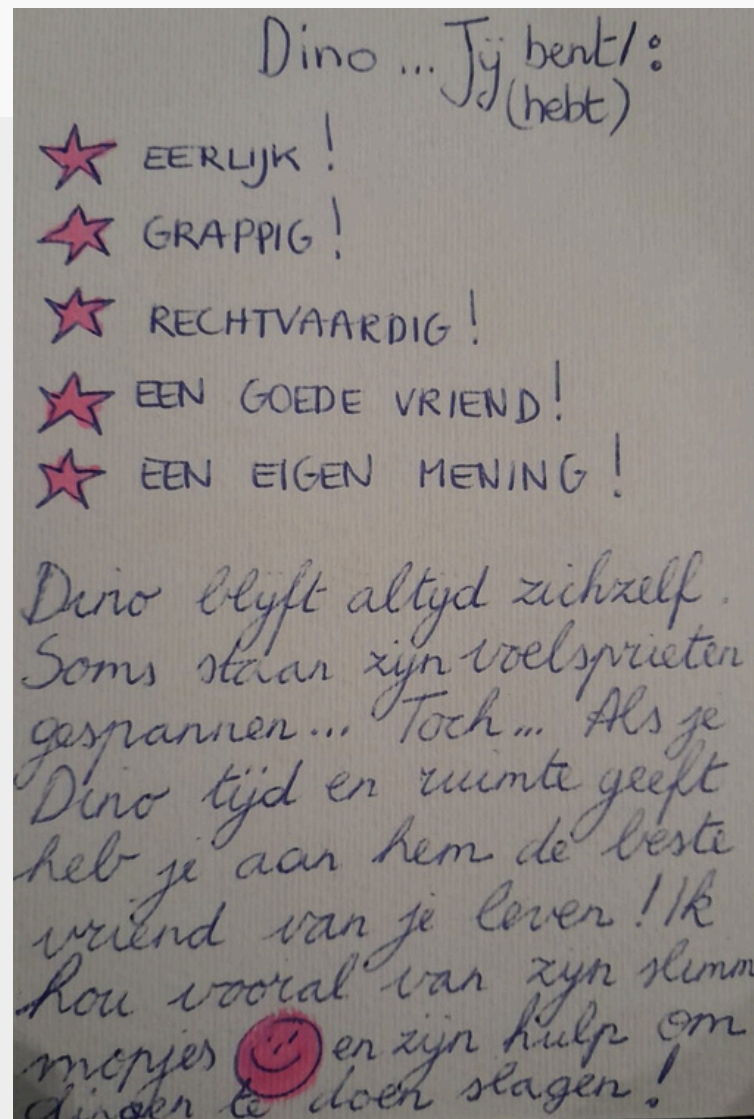 Dino ... Jij bent/:
(hebt)
EERLIJK!
GRAPPIG!
RECHTVAARDIG!
EEN GOEDE VRIEND!
EEN EIGEN MENING!
Dino blijft altijd zichzelf.
Soms staan zijn voelsprieten
gespannen... Toch... Als je
Dino tijd en ruimte geeft
heb je aan hem de beste
vriend van je leven! Ik
hou vooral van zijn slimm
mopjes en zijn hulp om
dingen te doen slagen!